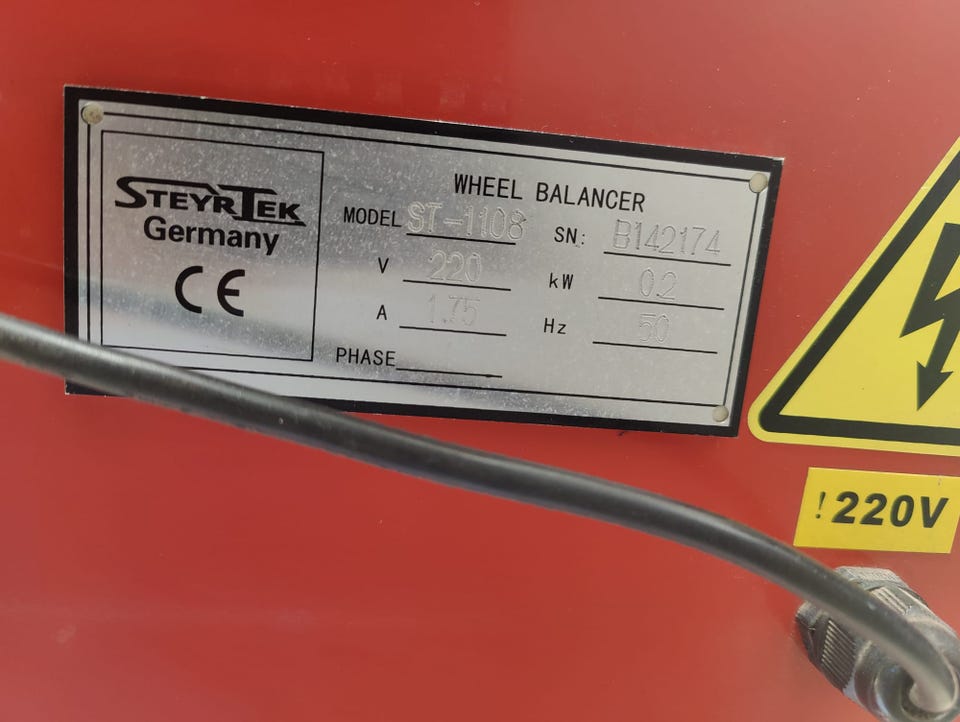 STEYRTEK
Germany
CE
WHEEL BALANCER
MODEL ST-1108 SN: B142174
V 220 kW 0.2
A 1.75 Hz 50
PHASE
!220V